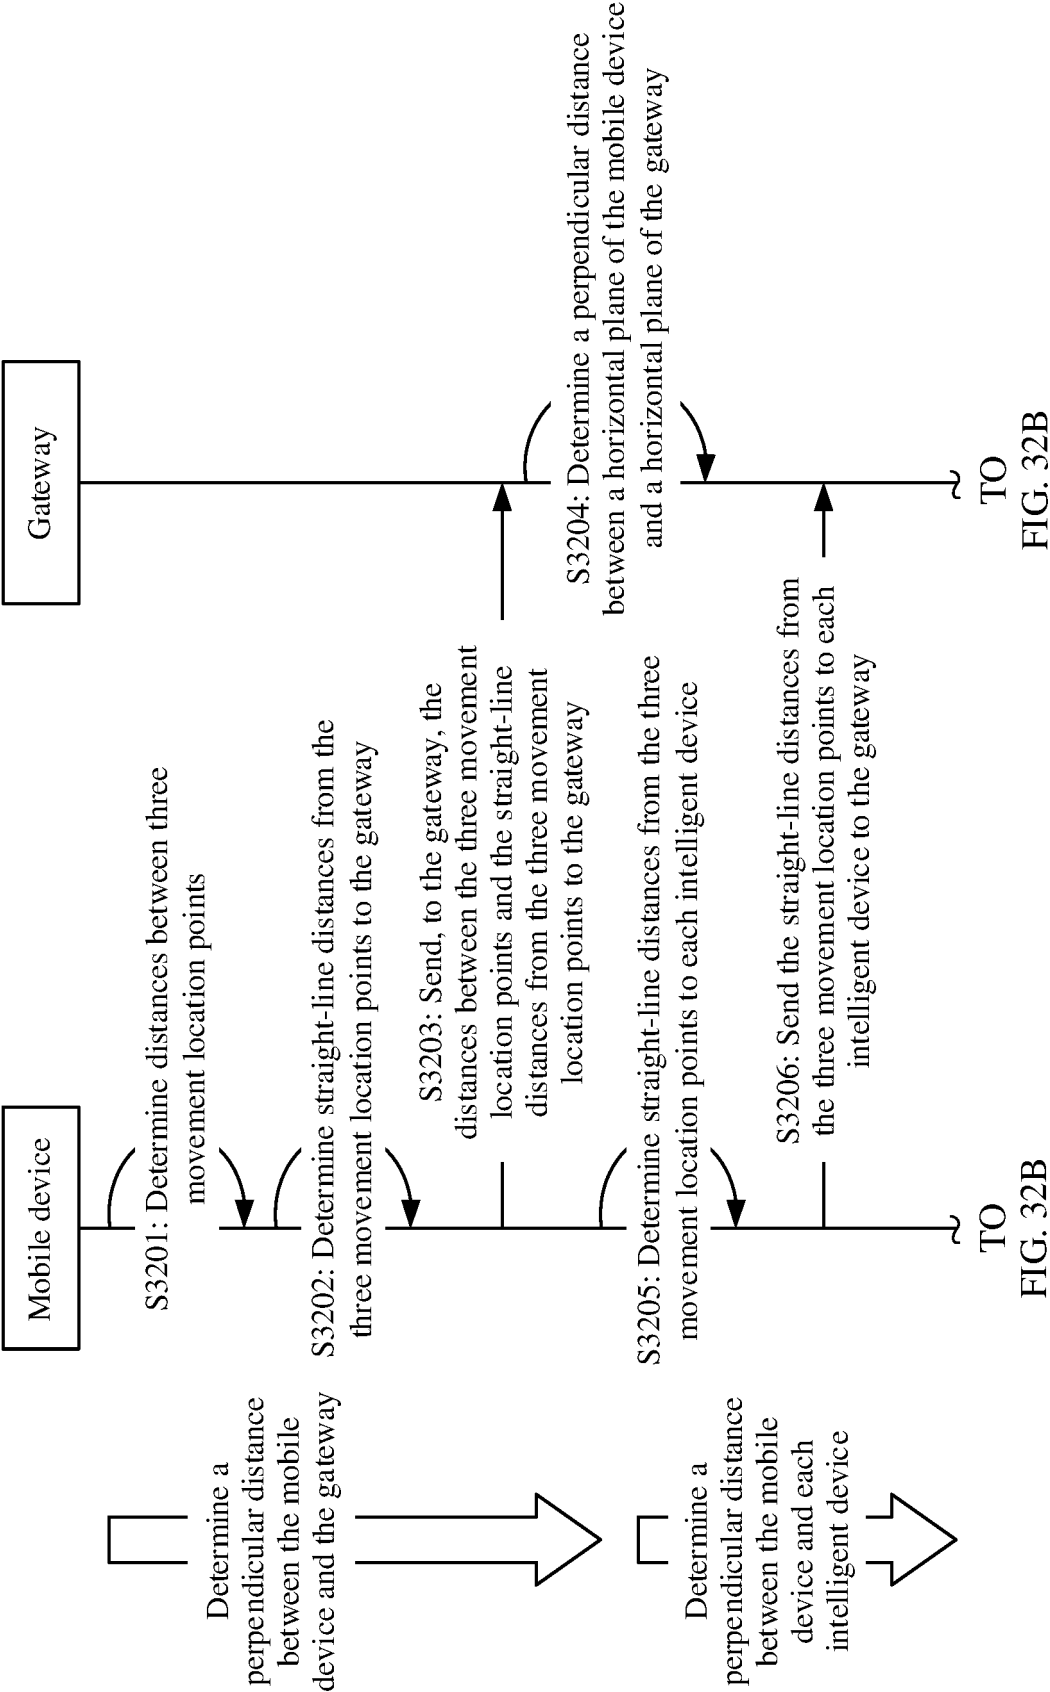 Mobile device
Gateway
Determine a
perpendicular distance
between the mobile
device and the gateway
S3201: Determine distances between three
movement location points
S3202: Determine straight-line distances from the
three movement location points to the gateway
S3203: Send, to the gateway, the
distances between the three movement
location points and the straight-line
distances from the three movement
location points to the gateway
S3204: Determine a perpendicular distance
between a horizontal plane of the mobile device
and a horizontal plane of the gateway
Determine a
perpendicular distance
between the mobile
device and each
intelligent device
S3205: Determine straight-line distances from the three
movement location points to each intelligent device
S3206: Send the straight-line distances from
the three movement location points to each
intelligent device to the gateway
TO
FIG. 32B
TO
FIG. 32B